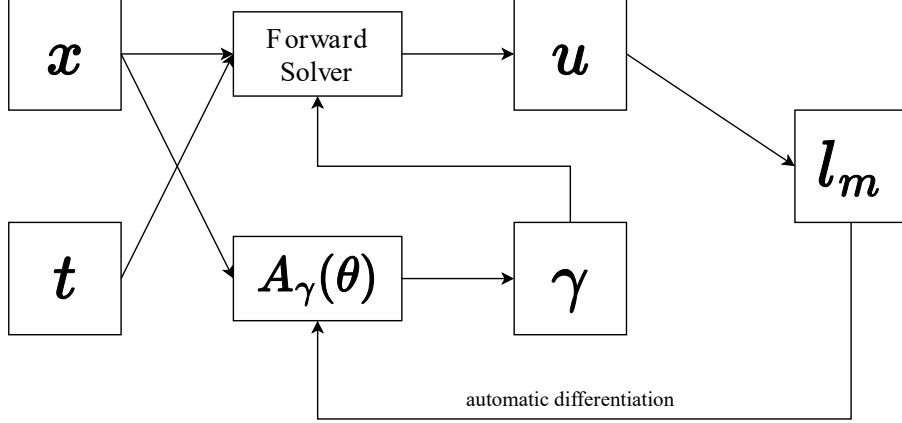 x
Forward
Solver
u
l_m
t
A_γ(θ)
γ
automatic differentiation